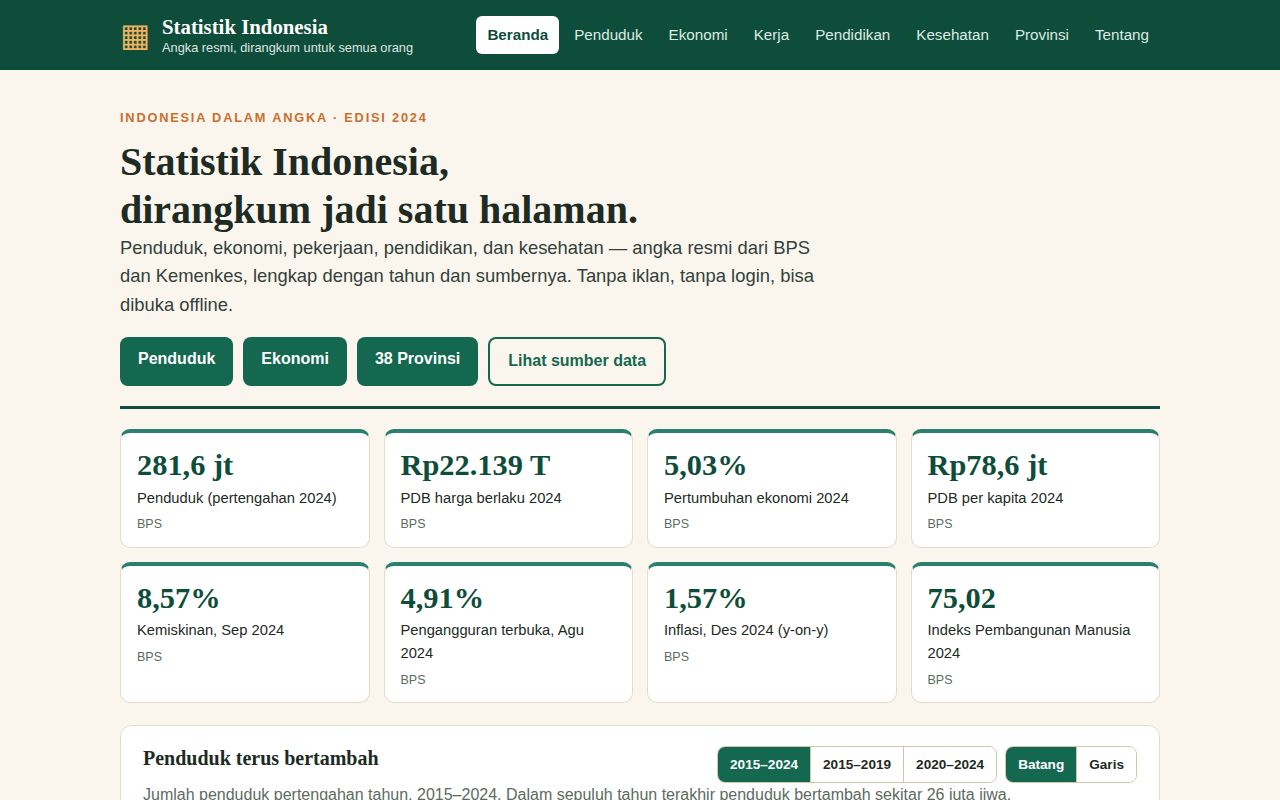 Statistik Indonesia
Angka resmi, dirangkum untuk semua orang
Beranda Penduduk Ekonomi Kerja Pendidikan Kesehatan Provinsi Tentang
INDONESIA DALAM ANGKA · EDISI 2024
Statistik Indonesia,
dirangkum jadi satu halaman.
Penduduk, ekonomi, pekerjaan, pendidikan, dan kesehatan — angka resmi dari BPS
dan Kemenkes, lengkap dengan tahun dan sumbernya. Tanpa iklan, tanpa login, bisa
dibuka offline.
Penduduk Ekonomi 38 Provinsi Lihat sumber data
281,6 jt
Penduduk (pertengahan 2024)
BPS
Rp22.139 T
PDB harga berlaku 2024
BPS
5,03%
Pertumbuhan ekonomi 2024
BPS
Rp78,6 jt
PDB per kapita 2024
BPS
8,57%
Kemiskinan, Sep 2024
BPS
4,91%
Pengangguran terbuka, Agu
2024
BPS
1,57%
Inflasi, Des 2024 (y-on-y)
BPS
75,02
Indeks Pembangunan Manusia
2024
BPS
Penduduk terus bertambah
2015–2024 2015–2019 2020–2024 Batang Garis
Jumlah penduduk pertengahan tahun, 2015–2024. Dalam sepuluh tahun terakhir penduduk bertambah sekitar 26 juta jiwa.